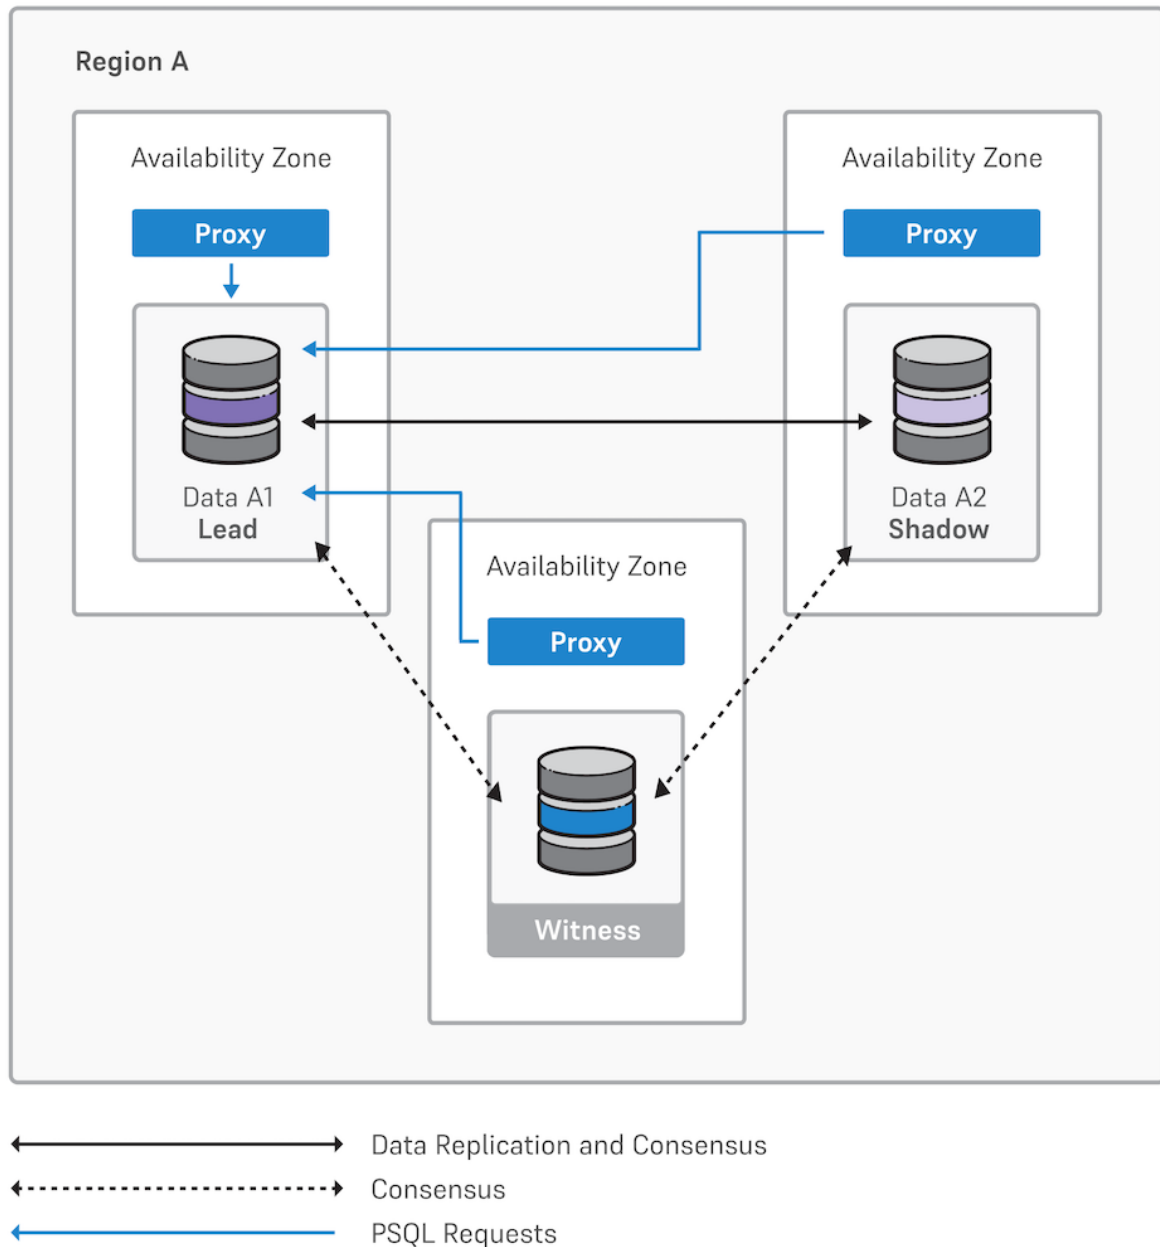 Region A
Availability Zone
Proxy
Data A1
Lead
Availability Zone
Proxy
Data A2
Shadow
Availability Zone
Proxy
Witness
Data Replication and Consensus
Consensus
PSQL Requests